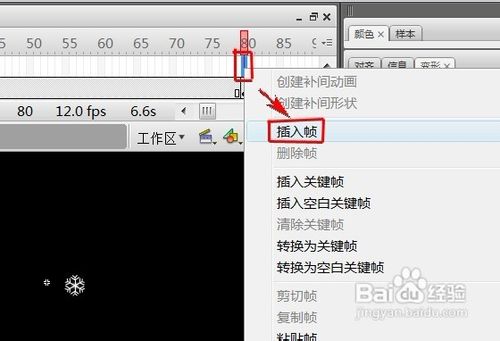 颜色 × 样本
45 50 55 60 65 70 75 80 85 9
对齐 信息 变形 ×
80 12.0 fps 6.6s
工作区
创建补间动画
创建补间形状
插入帧
删除帧
插入关键帧
插入空白关键帧
清除关键帧
转换为关键帧
转换为空白关键帧
剪切帧
复制帧
粘贴帧
Baidu 经验
jingyan.baidu.com